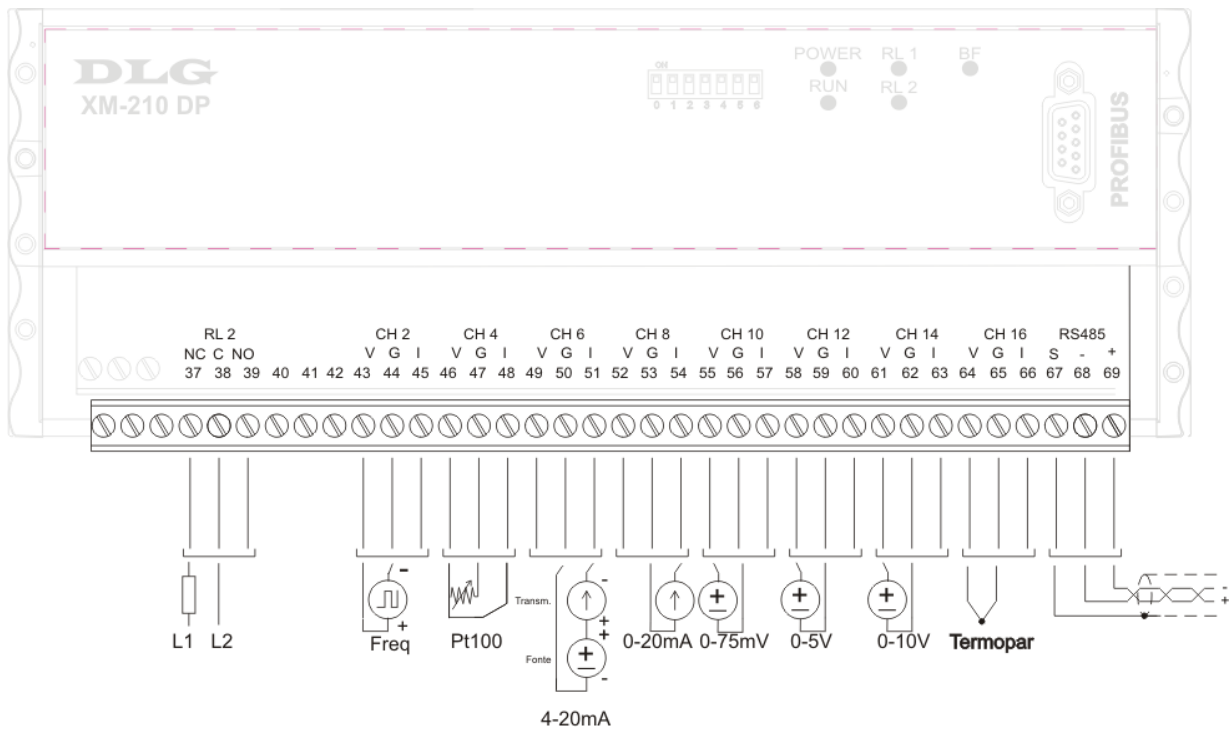 DLG
XM-210 DP
ON
0 1 2 3 4 5 6
POWER RL 1 BF
RUN RL 2
PROFIBUS
RL 2 CH 2 CH 4 CH 6 CH 8 CH 10 CH 12 CH 14 CH 16 RS485
NC C NO V G I V G I V G I V G I V G I V G I V G I V G I S - +
37 38 39 40 41 42 43 44 45 46 47 48 49 50 51 52 53 54 55 56 57 58 59 60 61 62 63 64 65 66 67 68 69
L1 L2
- +
Freq
Pt100
Transm.
- +
Fonte
+ -
4-20mA
0-20mA
0-75mV
0-5V
0-10V
Termopar
-
+